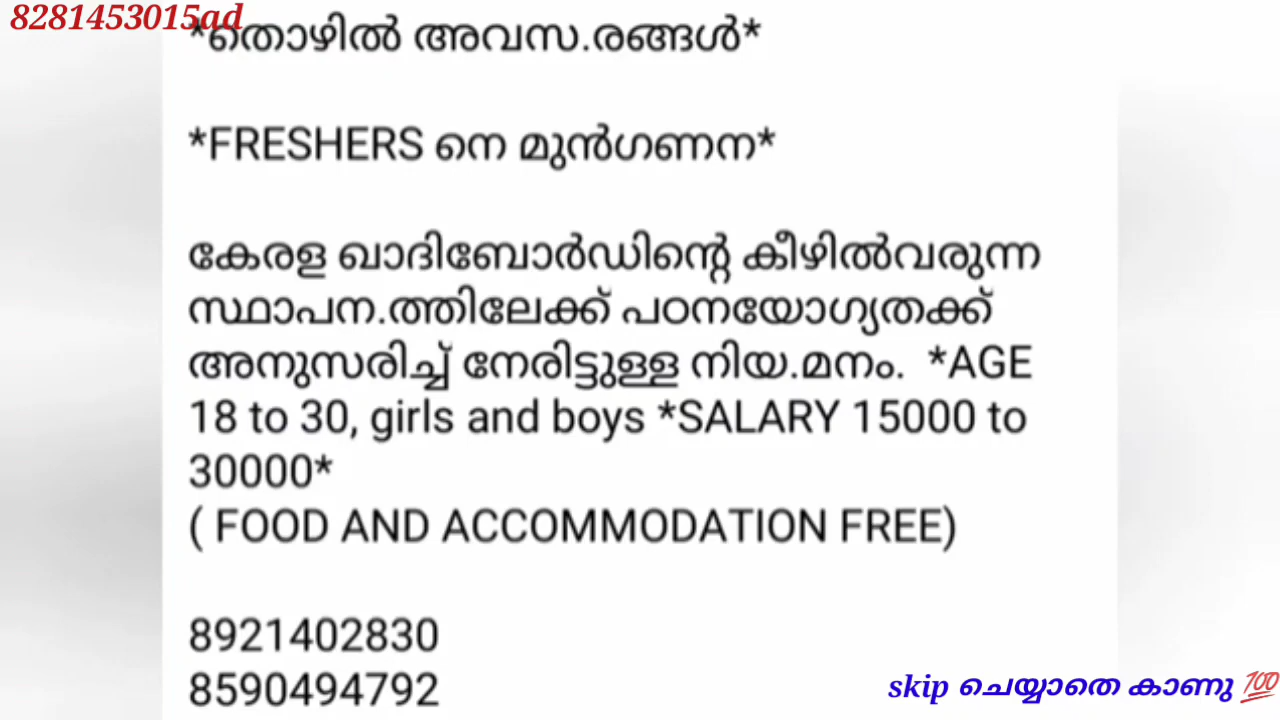 8281453015ad
*തൊഴിൽ അവസ.രങ്ങൾ*
*FRESHERS നെ മുൻഗണന*
കേരള ഖാദിബോർഡിന്റെ കീഴിൽവരുന്ന
സ്ഥാപന.ത്തിലേക്ക് പഠനയോഗ്യതക്ക്
അനുസരിച്ച് നേരിട്ടുള്ള നിയ.മനം. *AGE
18 to 30, girls and boys *SALARY 15000 to
30000*
( FOOD AND ACCOMMODATION FREE)
8921402830
8590494792
skip ചെയ്യാതെ കാണു 💯